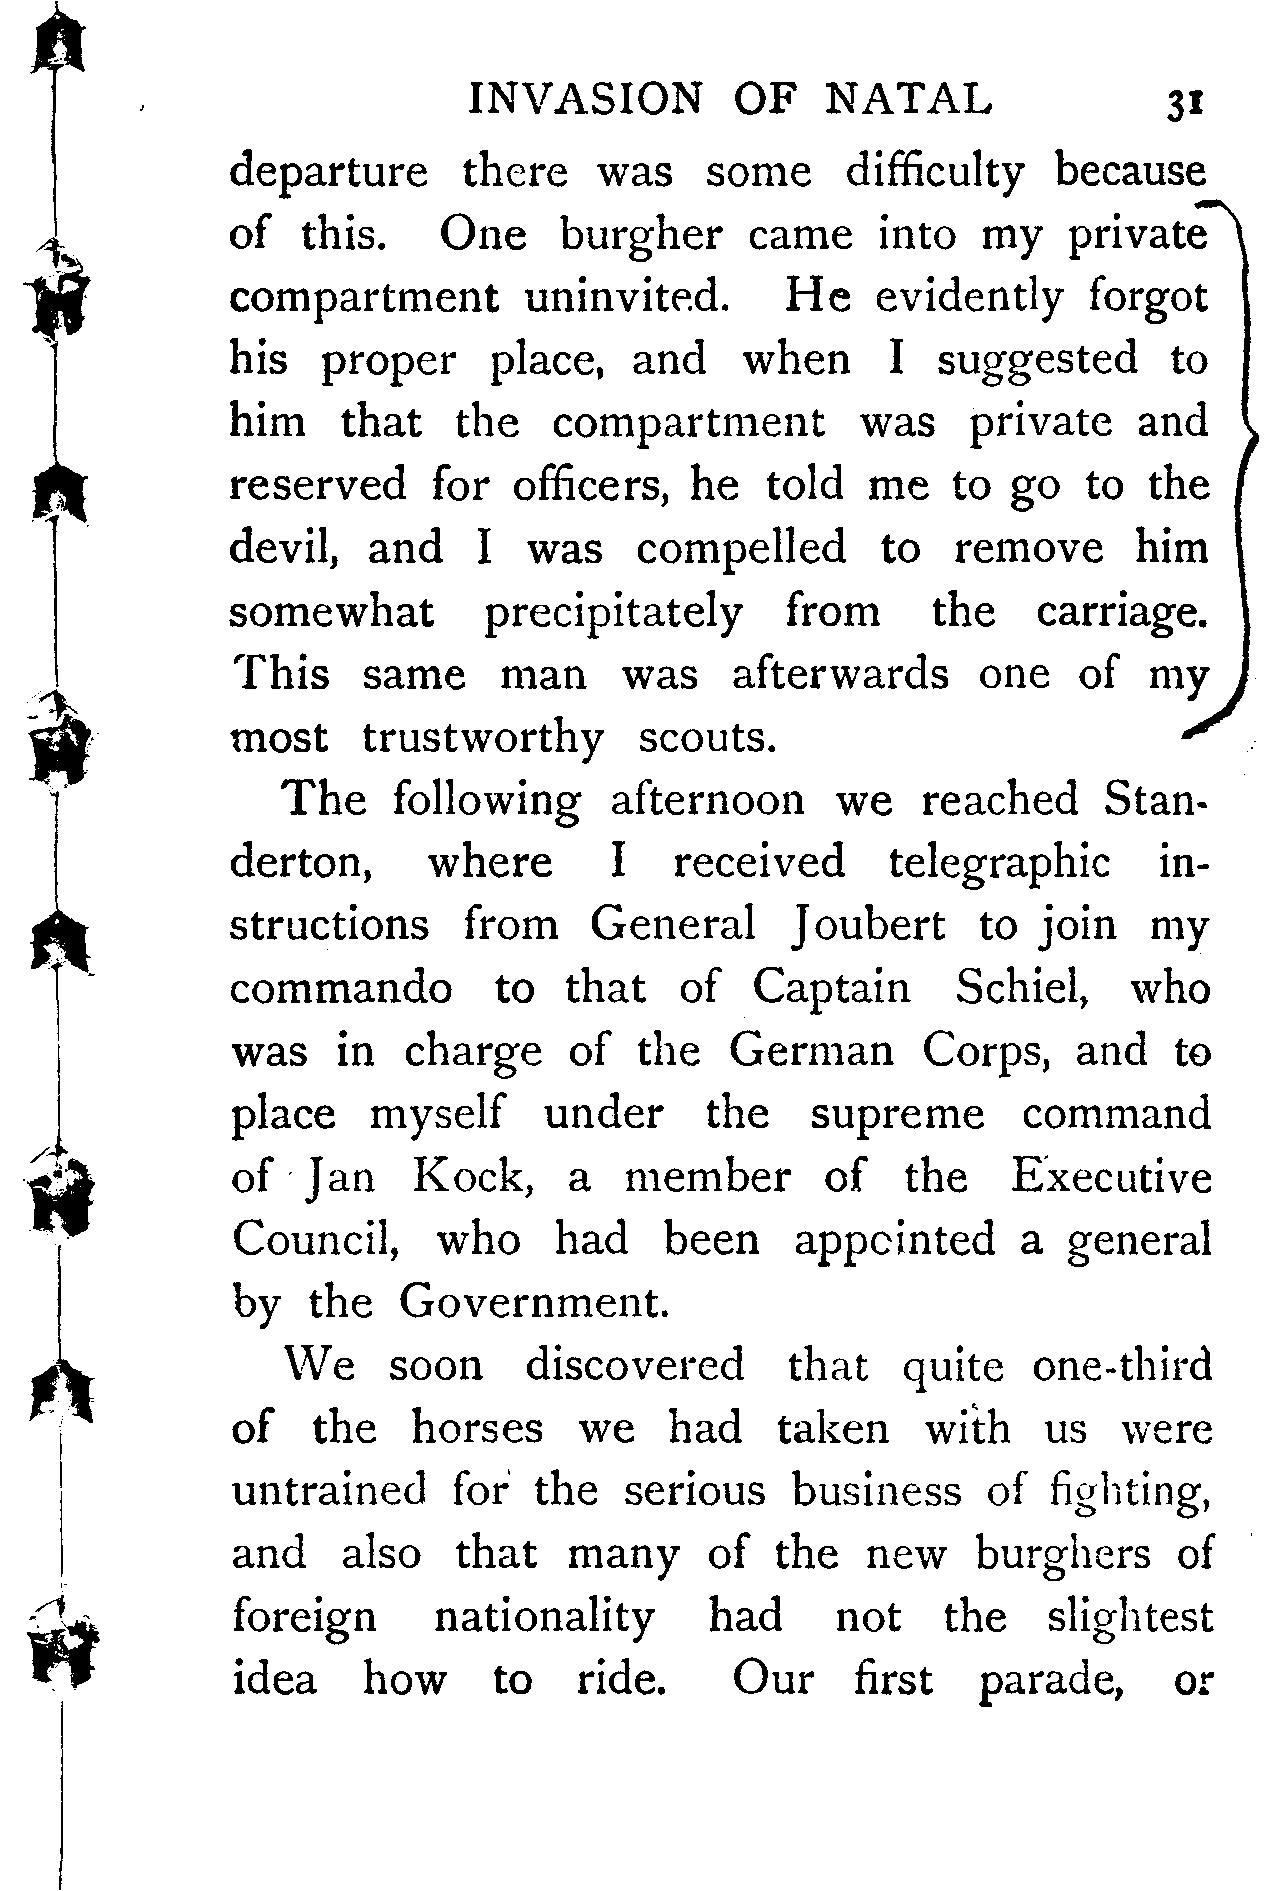 INVASION OF NATAL 31
departure there was some difficulty because
of this. One burgher came into my private
compartment uninvited. He evidently forgot
his proper place, and when I suggested to
him that the compartment was private and
reserved for officers, he told me to go to the
devil, and I was compelled to remove him
somewhat precipitately from the carriage.
This same man was afterwards one of my
most trustworthy scouts.
The following afternoon we reached Stan-
derton, where I received telegraphic in-
structions from General Joubert to join my
commando to that of Captain Schiel, who
was in charge of the German Corps, and to
place myself under the supreme command
of Jan Kock, a member of the Executive
Council, who had been appointed a general
by the Government.
We soon discovered that quite one-third
of the horses we had taken with us were
untrained for the serious business of fighting,
and also that many of the new burghers of
foreign nationality had not the slightest
idea how to ride. Our first parade, or